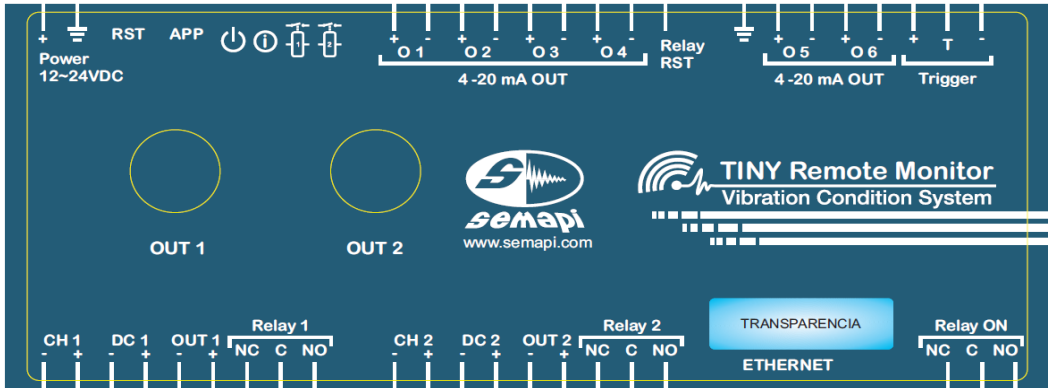 + RST APP + - + - + - + - + - + - + T -
Power O 1 O 2 O 3 O 4 Relay O 5 O 6
12~24VDC 4 -20 mA OUT RST 4 -20 mA OUT Trigger
1 2
S
semapi
www.semapi.com
TINY Remote Monitor
Vibration Condition System
OUT 1 OUT 2
TRANSPARENCIA
ETHERNET
CH 1 DC 1 OUT 1 Relay 1 CH 2 DC 2 OUT 2 Relay 2 Relay ON
- + - + - + NC C NO - + - + - + NC C NO NC C NO